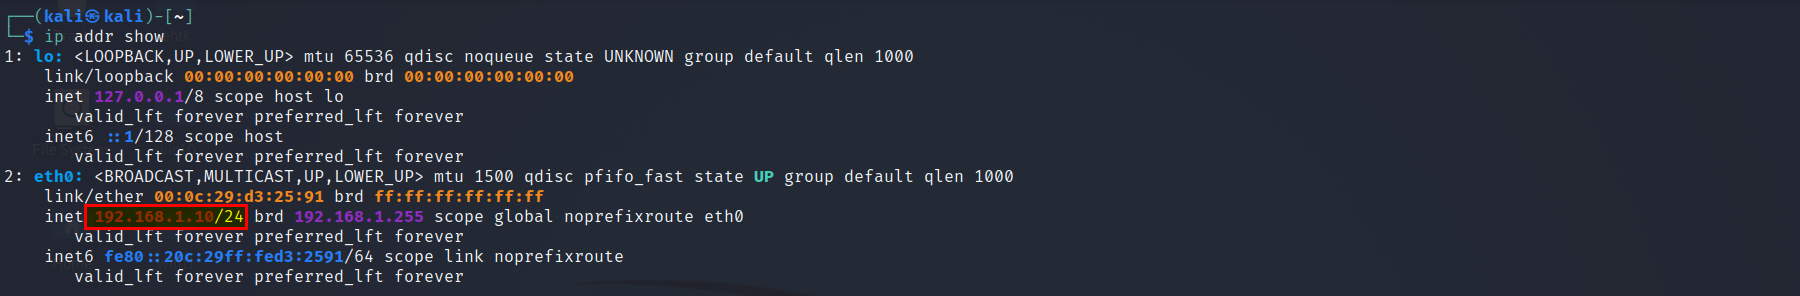 ┌──(kali㉿kali)-[~]
└─$ ip addr show
1: lo: <LOOPBACK,UP,LOWER_UP> mtu 65536 qdisc noqueue state UNKNOWN group default qlen 1000
    link/loopback 00:00:00:00:00:00 brd 00:00:00:00:00:00
    inet 127.0.0.1/8 scope host lo
       valid_lft forever preferred_lft forever
    inet6 ::1/128 scope host
       valid_lft forever preferred_lft forever
2: eth0: <BROADCAST,MULTICAST,UP,LOWER_UP> mtu 1500 qdisc pfifo_fast state UP group default qlen 1000
    link/ether 00:0c:29:d3:25:91 brd ff:ff:ff:ff:ff:ff
    inet 192.168.1.10/24 brd 192.168.1.255 scope global noprefixroute eth0
       valid_lft forever preferred_lft forever
    inet6 fe80::20c:29ff:fed3:2591/64 scope link noprefixroute
       valid_lft forever preferred_lft forever